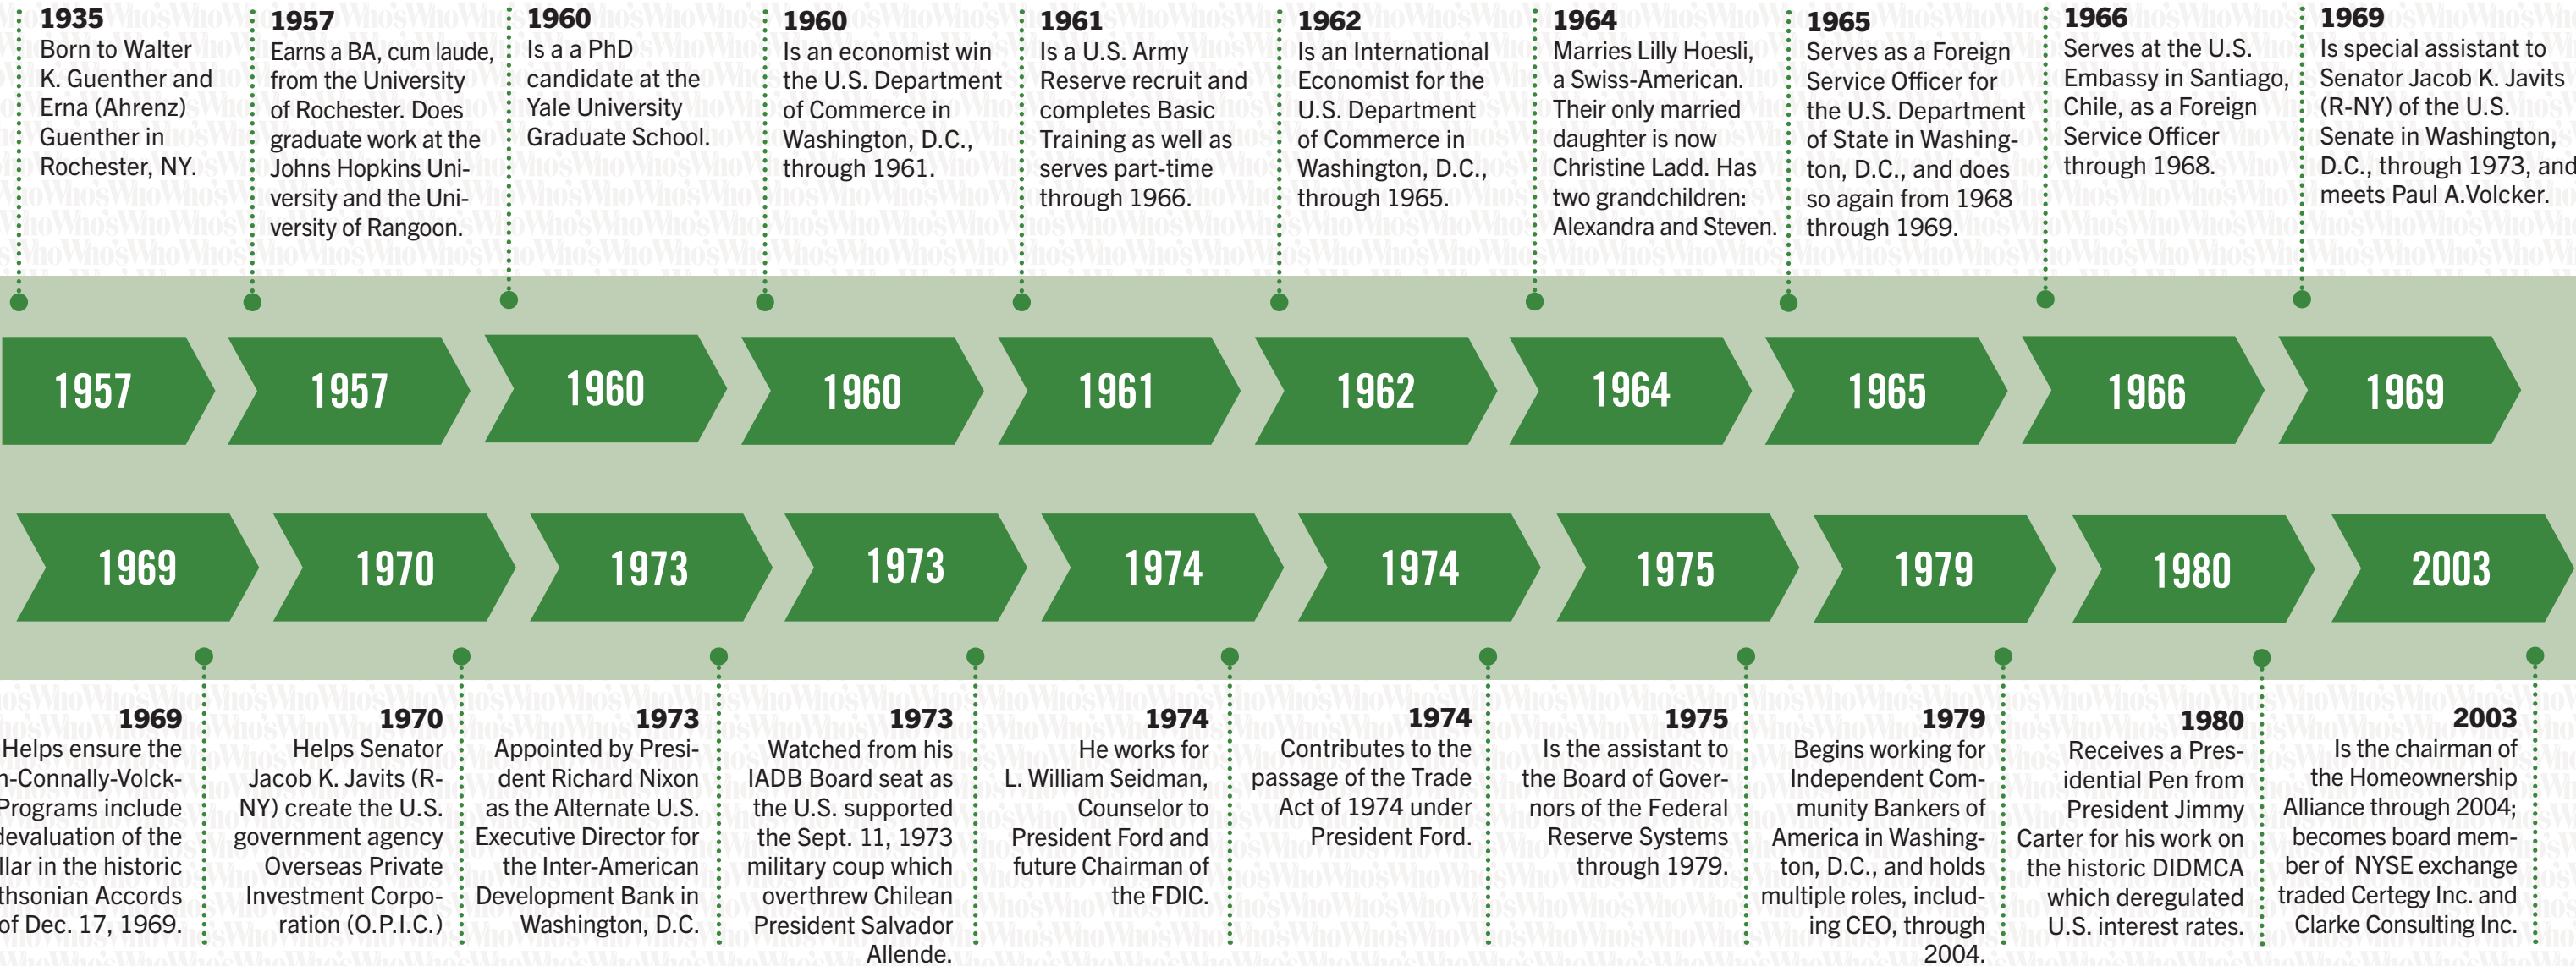 1935
Born to Walter
K. Guenther and
Erna (Ahrenz)
Guenther in
Rochester, NY.
1957
Earns a BA, cum laude,
from the University
of Rochester. Does
graduate work at the
Johns Hopkins Uni-
versity and the Uni-
versity of Rangoon.
1960
Is a a PhD
candidate at the
Yale University
Graduate School.
1960
Is an economist win
the U.S. Department
of Commerce in
Washington, D.C.,
through 1961.
1961
Is a U.S. Army
Reserve recruit and
completes Basic
Training as well as
serves part-time
through 1966.
1962
Is an International
Economist for the
U.S. Department
of Commerce in
Washington, D.C.,
through 1965.
1964
Marries Lilly Hoesli,
a Swiss-American.
Their only married
daughter is now
Christine Ladd. Has
two grandchildren:
Alexandra and Steven.
1965
Serves as a Foreign
Service Officer for
the U.S. Department
of State in Washing-
ton, D.C., and does
so again from 1968
through 1969.
1966
Serves at the U.S.
Embassy in Santiago,
Chile, as a Foreign
Service Officer
through 1968.
1969
Is special assistant to
Senator Jacob K. Javits
(R-NY) of the U.S.
Senate in Washington,
D.C., through 1973, and
meets Paul A.Volcker.
1957
1957
1960
1960
1961
1962
1964
1965
1966
1969
1969
1970
1973
1973
1974
1974
1975
1979
1980
2003
1969
Helps ensure the
n-Connally-Volck-
Programs include
devaluation of the
llar in the historic
thsonian Accords
of Dec. 17, 1969.
1970
Helps Senator
Jacob K. Javits (R-
NY) create the U.S.
government agency
Overseas Private
Investment Corpo-
ration (O.P.I.C.)
1973
Appointed by Presi-
dent Richard Nixon
as the Alternate U.S.
Executive Director for
the Inter-American
Development Bank in
Washington, D.C.
1973
Watched from his
IADB Board seat as
the U.S. supported
the Sept. 11, 1973
military coup which
overthrew Chilean
President Salvador
Allende.
1974
He works for
L. William Seidman,
Counselor to
President Ford and
future Chairman of
the FDIC.
1974
Contributes to the
passage of the Trade
Act of 1974 under
President Ford.
1975
Is the assistant to
the Board of Gover-
nors of the Federal
Reserve Systems
through 1979.
1979
Begins working for
Independent Com-
munity Bankers of
America in Washing-
ton, D.C., and holds
multiple roles, includ-
ing CEO, through
2004.
1980
Receives a Pres-
idential Pen from
President Jimmy
Carter for his work on
the historic DIDMCA
which deregulated
U.S. interest rates.
2003
Is the chairman of
the Homeownership
Alliance through 2004;
becomes board mem-
ber of NYSE exchange
traded Certegy Inc. and
Clarke Consulting Inc.